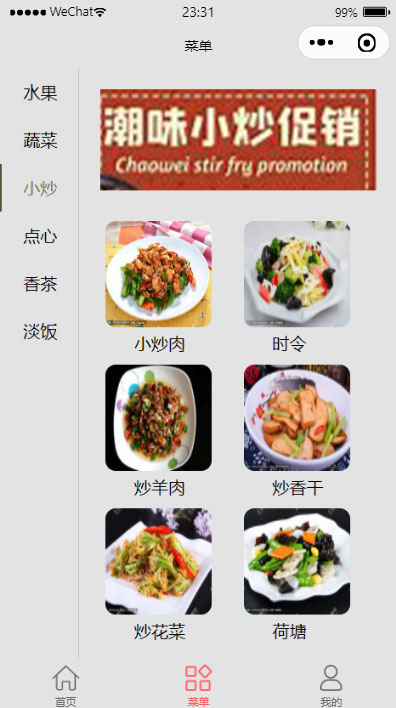 WeChat 23:31 99%
菜单
水果
蔬菜
小炒
点心
香茶
淡饭
潮味小炒促销
Chaowei stir fry promotion
小炒肉 时令
炒羊肉 炒香干
炒花菜 荷塘
首页 菜单 我的